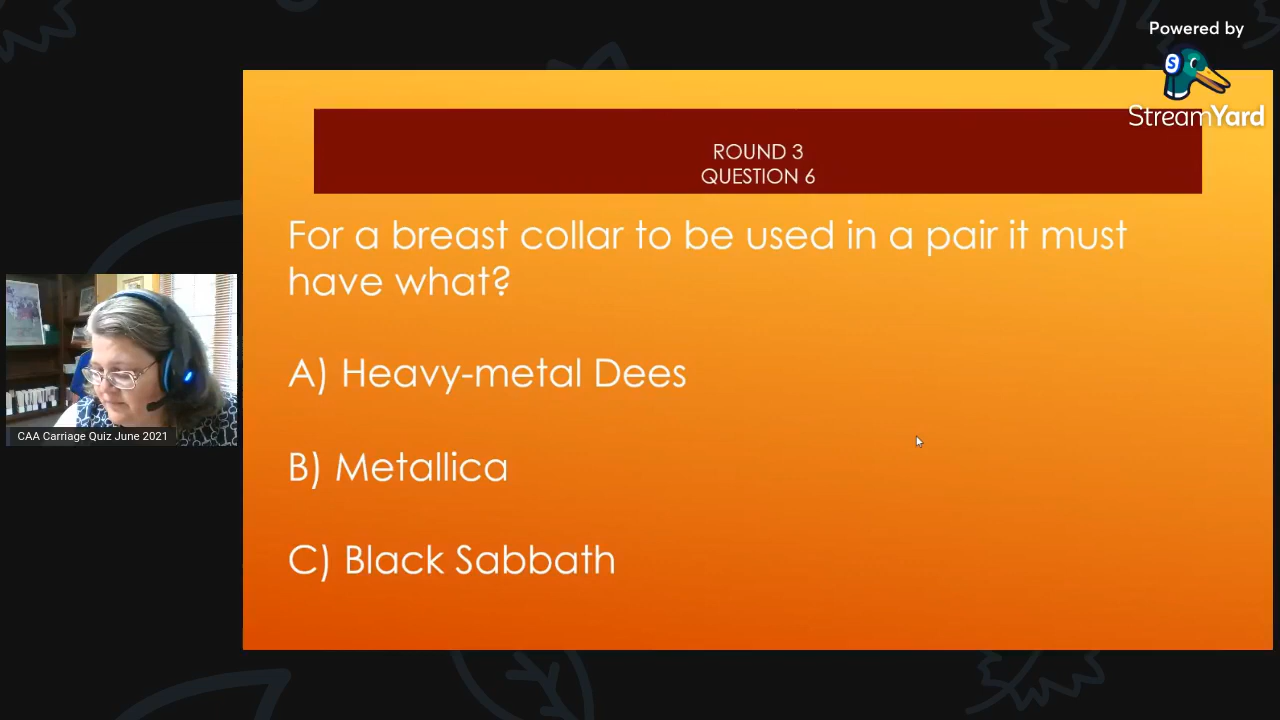 Powered by
StreamYard
ROUND 3
QUESTION 6
For a breast collar to be used in a pair it must
have what?
A) Heavy-metal Dees
B) Metallica
C) Black Sabbath
CAA Carriage Quiz June 2021